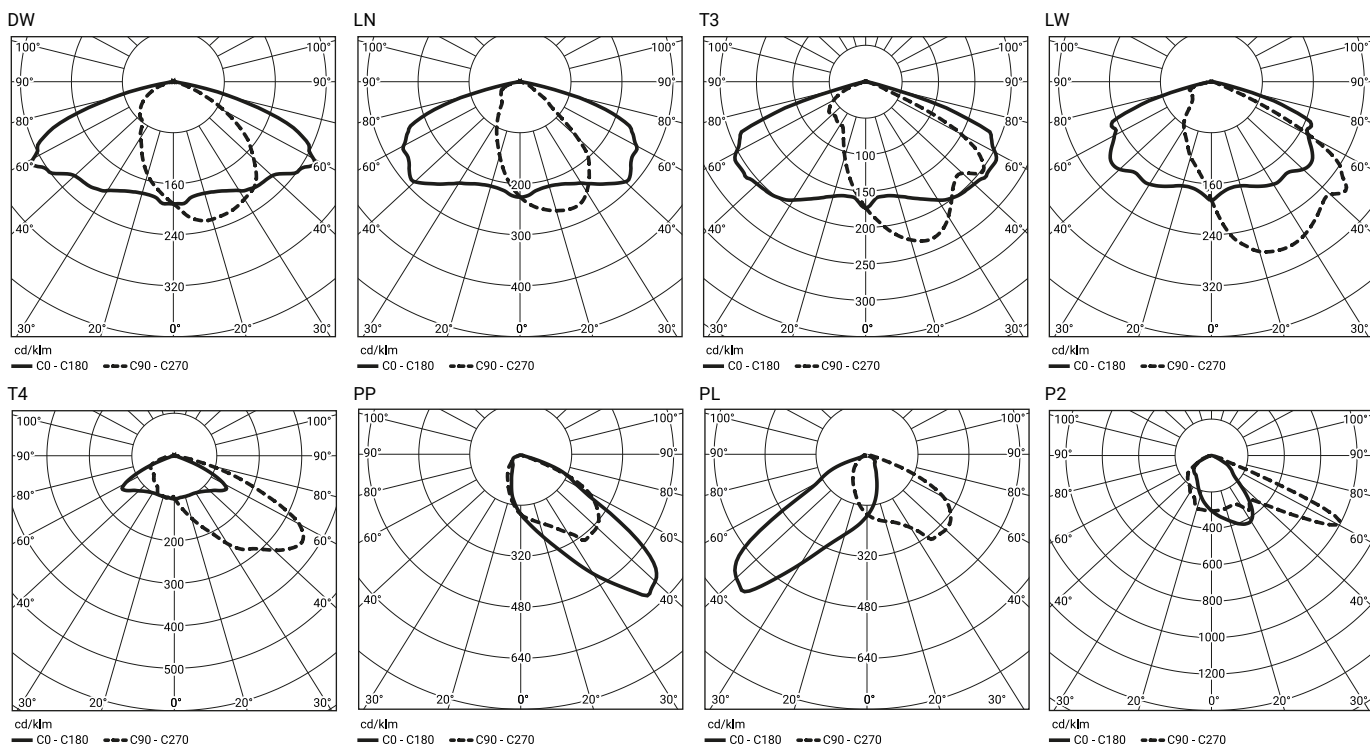 DW
100° 100°
90° 90°
80° 80°
60° 160 60°
40° 240 40°
320
30° 20° 0° 20° 30°
cd/klm
C0 - C180 C90 - C270
LN
100° 100°
90° 90°
80° 80°
60° 200 60°
40° 300 40°
400
30° 20° 0° 20° 30°
cd/klm
C0 - C180 C90 - C270
T3
100° 100°
90° 90°
80° 80°
100
60° 150 60°
200
40° 250 40°
300
30° 20° 0° 20° 30°
cd/klm
C0 - C180 C90 - C270
LW
100° 100°
90° 90°
80° 80°
60° 160 60°
40° 240 40°
320
30° 20° 0° 20° 30°
cd/klm
C0 - C180 C90 - C270
T4
100° 100°
90° 90°
80° 80°
60° 200 60°
300
40° 400 40°
500
30° 20° 0° 20° 30°
cd/klm
C0 - C180 C90 - C270
PP
100° 100°
90° 90°
80° 80°
60° 320 60°
40° 480 40°
640
30° 20° 0° 20° 30°
cd/klm
C0 - C180 C90 - C270
PL
100° 100°
90° 90°
80° 80°
60° 320 60°
40° 480 40°
640
30° 20° 0° 20° 30°
cd/klm
C0 - C180 C90 - C270
P2
100° 100°
90° 90°
80° 80°
400
60° 600 60°
800
40° 1000 40°
1200
30° 20° 0° 20° 30°
cd/klm
C0 - C180 C90 - C270